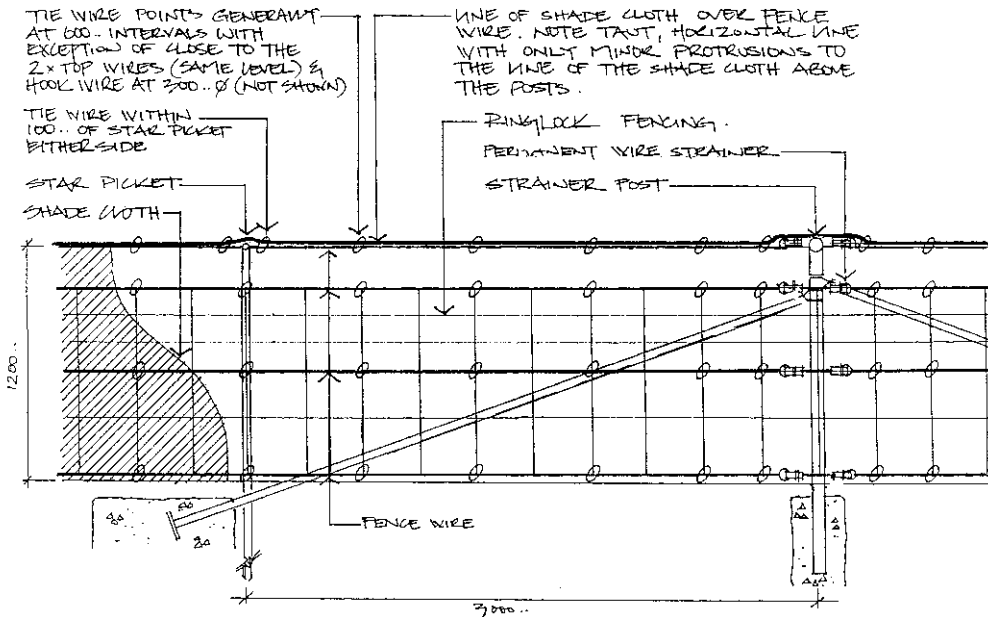 TIE WIRE POINTS GENERALLY
AT 600.. INTERVALS WITH
EXCEPTION OF CLOSE TO THE
2x TOP WIRES (SAME LEVEL) &
HOOK WIRE AT 300..Ø (NOT SHOWN)
TIE WIRE WITHIN
100.. OF STAR PICKET
EITHER SIDE
STAR PICKET
SHADE CLOTH
LINE OF SHADE CLOTH OVER FENCE
WIRE. NOTE TAUT, HORIZONTAL LINE
WITH ONLY MINOR PROTRUSIONS TO
THE LINE OF THE SHADE CLOTH ABOVE
THE POSTS.
RINGLOCK FENCING.
PERMANENT WIRE STRAINER
STRAINER POST
1200..
FENCE WIRE
3000..